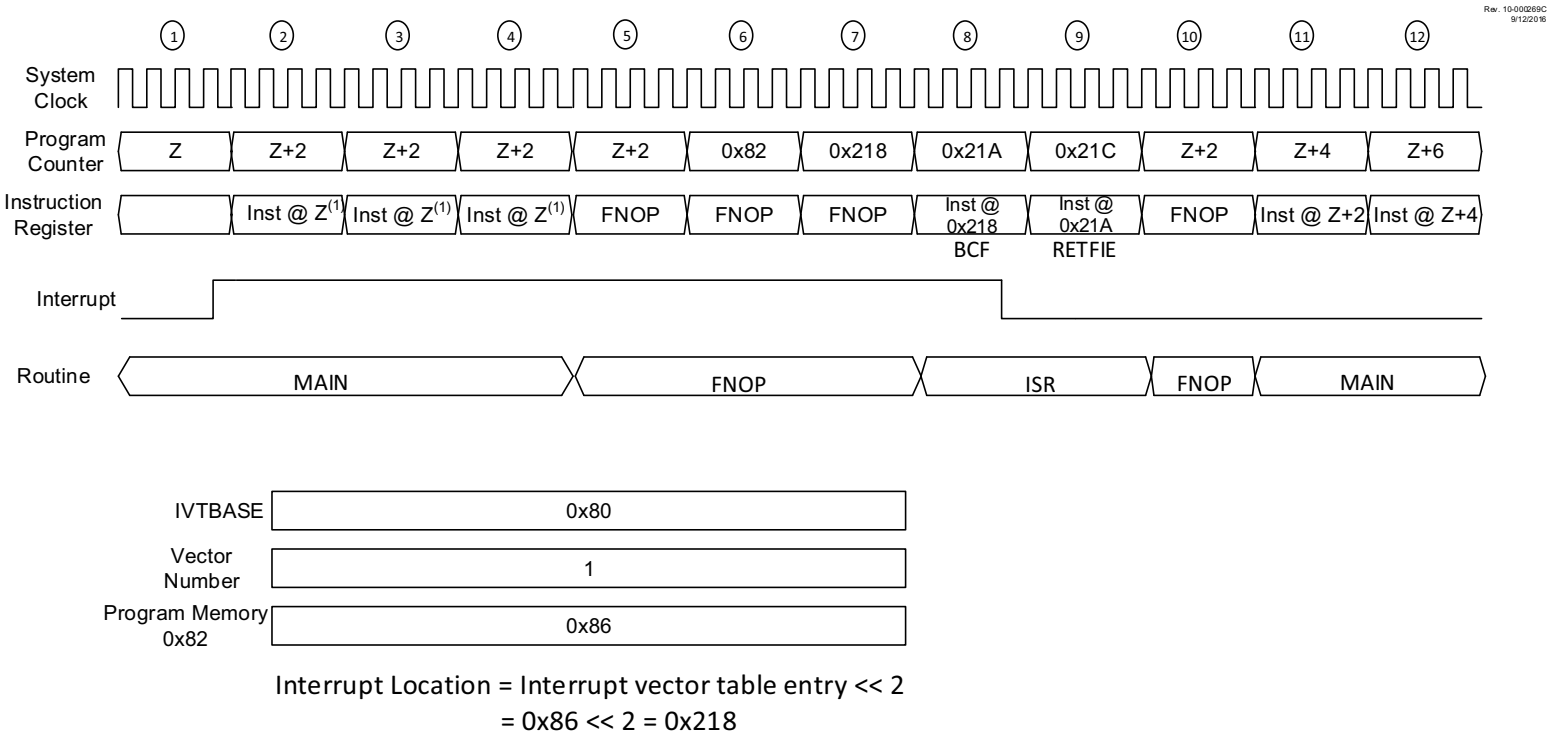 Rev. 10-000269C
9/12/2016
1 2 3 4 5 6 7 8 9 10 11 12
System
Clock
Program
Counter
Z Z+2 Z+2 Z+2 Z+2 0x82 0x218 0x21A 0x21C Z+2 Z+4 Z+6
Instruction
Register
Inst @ Z(1) Inst @ Z(1) Inst @ Z(1) FNOP FNOP FNOP Inst @ 0x218 Inst @ 0x21A FNOP Inst @ Z+2 Inst @ Z+4
BCF RETFIE
Interrupt
Routine MAIN FNOP ISR FNOP MAIN
IVTBASE 0x80
Vector
Number
1
Program Memory
0x82
0x86
Interrupt Location = Interrupt vector table entry << 2
= 0x86 << 2 = 0x218